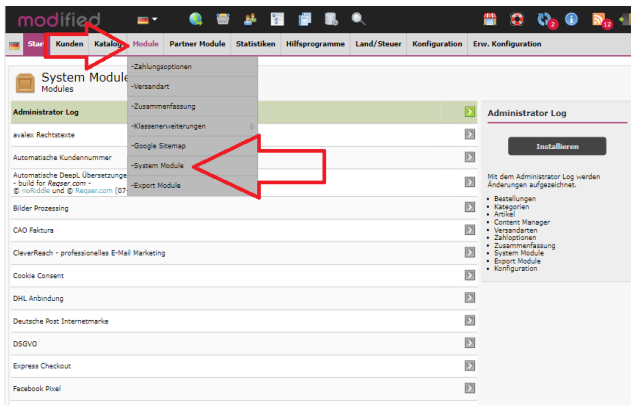 modified
2
12
Start Kunden Katalog Module Partner Module Statistiken Hilfsprogramme Land/Steuer Konfiguration Erw. Konfiguration
System Module
Modules
-Zahlungsoptionen
-Versandart
-Zusammenfassung
-Klassenerweiterungen
-Google Sitemap
-System Module
-Export Module
Administrator Log
avalex Rechtstexte
Automatische Kundennummer
Automatische DeepL Übersetzunge
- build for Reqser.com -
© noRiddle und © Reqser.com (07-
Bilder Prozessing
CAO Faktura
CleverReach - professionelles E-Mail Marketing
Cookie Consent
DHL Anbindung
Deutsche Post Internetmarke
DSGVO
Express Checkout
Facebook Pixel
Administrator Log
Installieren
Mit dem Administrator Log werden
Änderungen aufgezeichnet.
• Bestellungen
• Kategorien
• Artikel
• Content Manager
• Versandarten
• Zahloptionen
• Zusammenfassung
• System Module
• Export Module
• Konfiguration